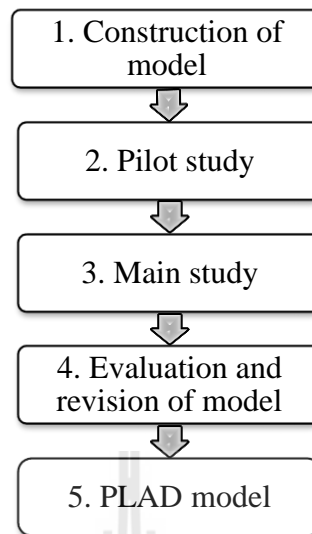 1. Construction of
model
2. Pilot study
3. Main study
4. Evaluation and
revision of model
5. PLAD model